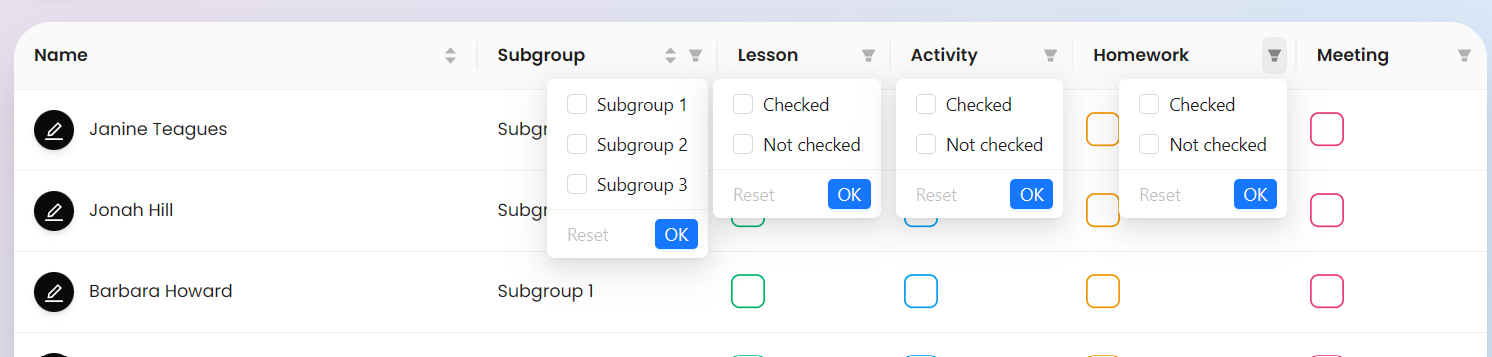 Name Subgroup Lesson Activity Homework Meeting
Janine Teagues Subgr
Subgroup 1
Subgroup 2
Subgroup 3
Reset OK
Checked
Not checked
Reset OK
Checked
Not checked
Reset OK
Checked
Not checked
Reset OK
Jonah Hill Subgr
Barbara Howard Subgroup 1